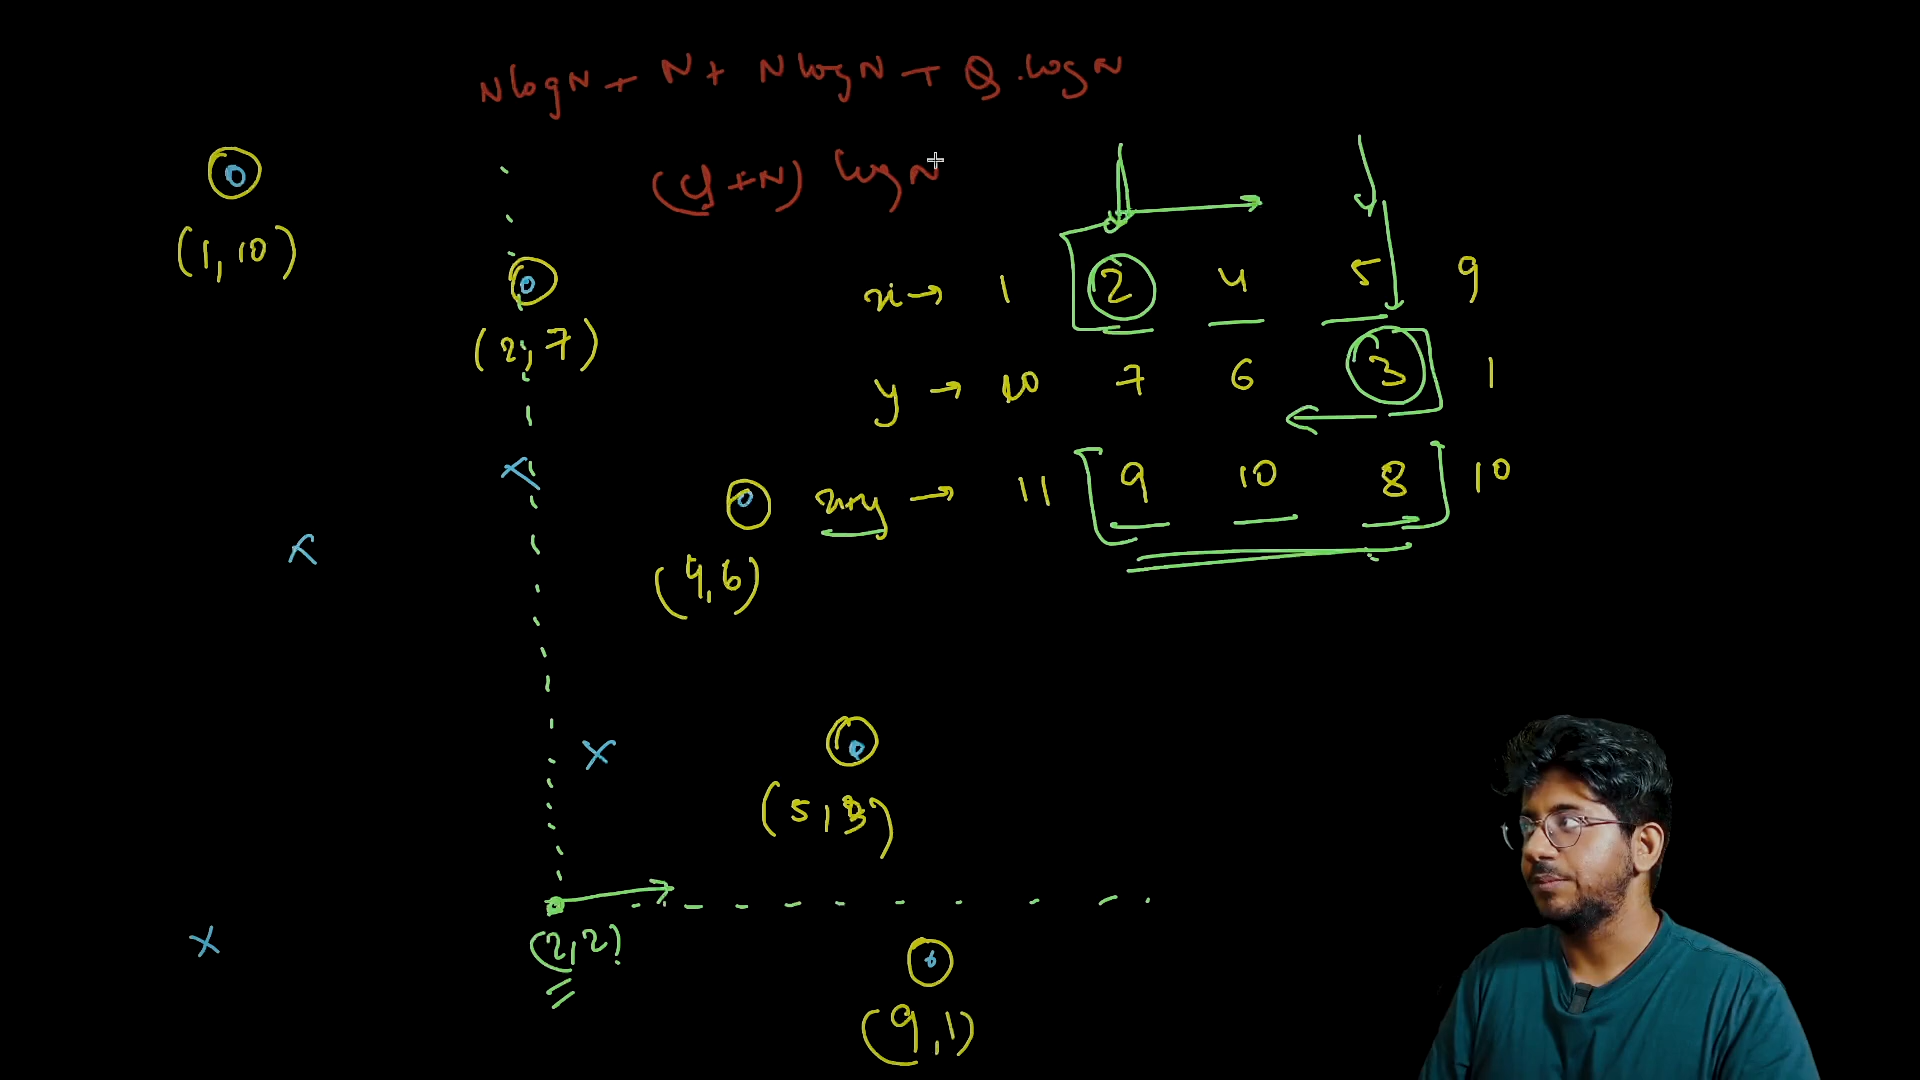 NlogN + N + NlogN + Q.logN
(q+N) logN
(1,10)
(2,7)
xi → 1 2 4 5 9
y → 10 7 6 3 1
x+y → 11 [9 10 8] 10
(4,6)
(5,3)
(2,2)
(9,1)